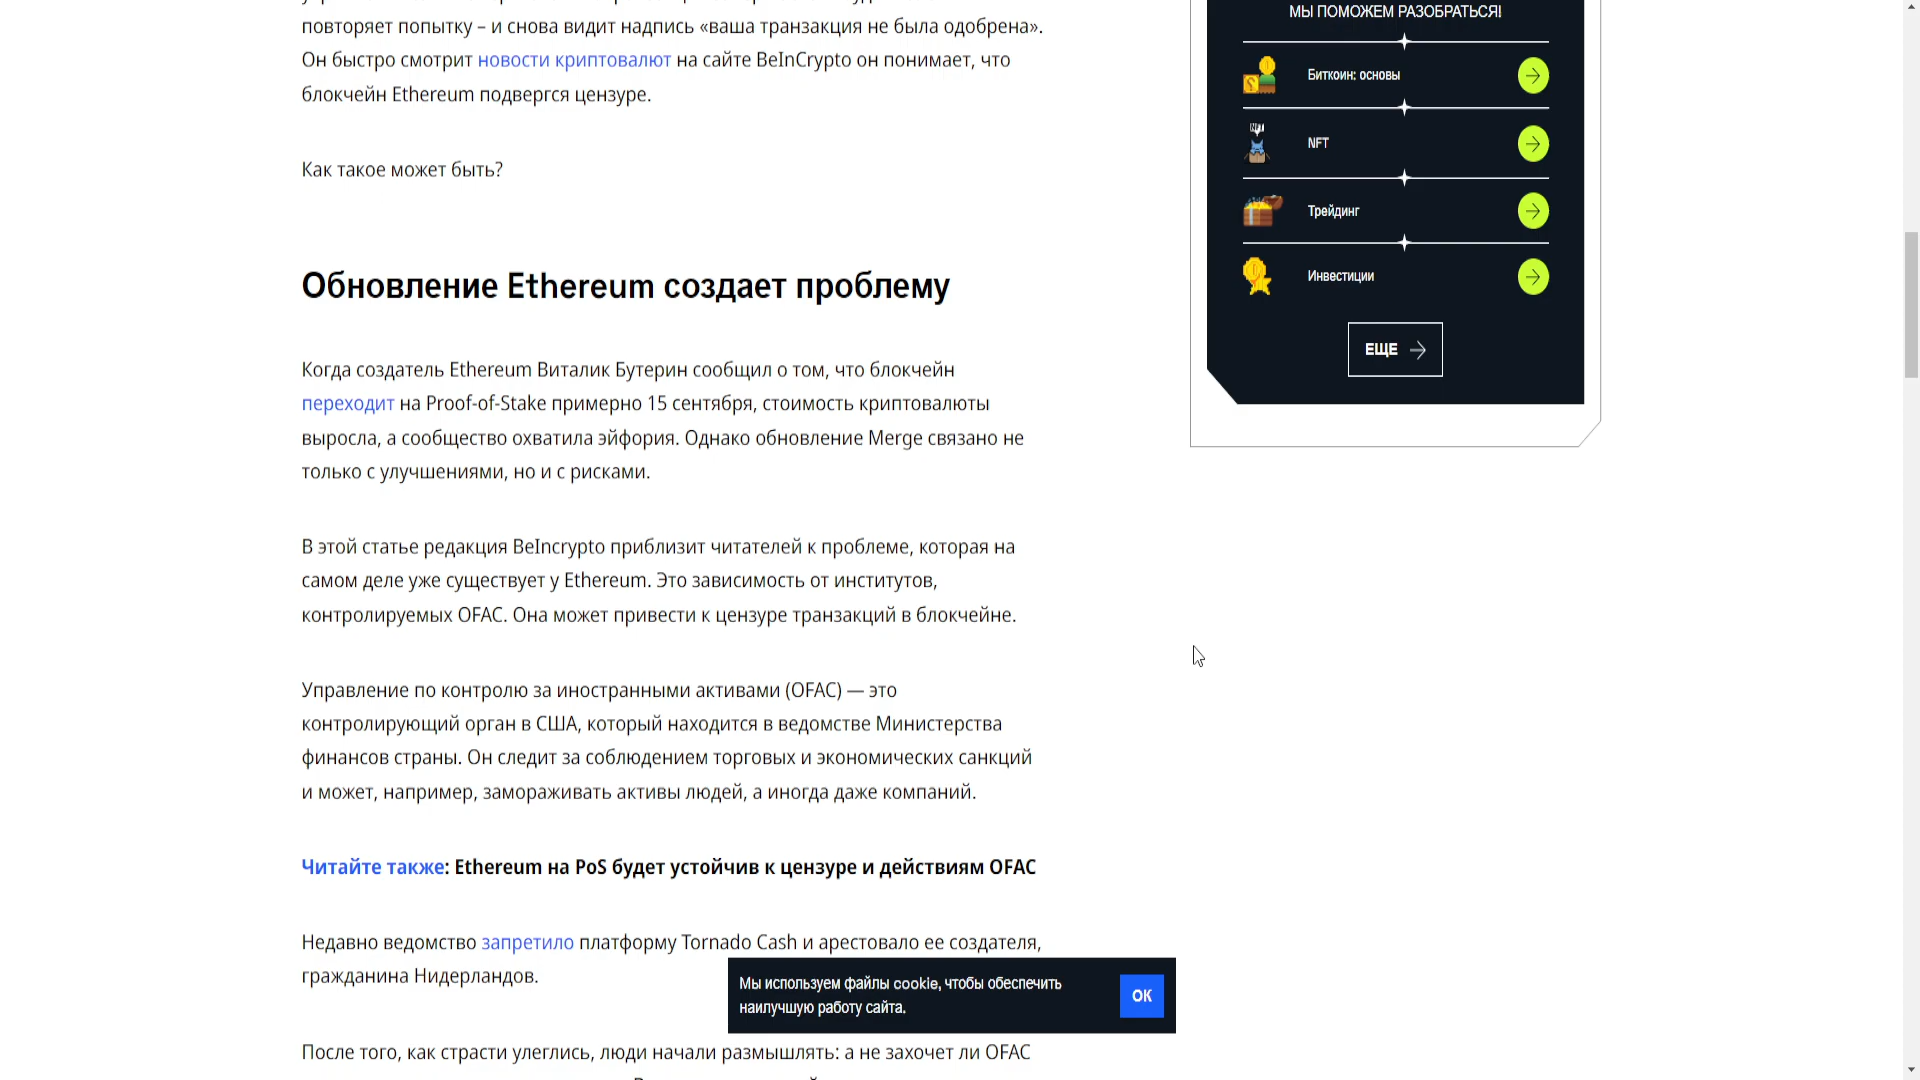 повторяет попытку – и снова видит надпись «ваша транзакция не была одобрена».
Он быстро смотрит новости криптовалют на сайте BeInCrypto он понимает, что
блокчейн Ethereum подвергся цензуре.
Как такое может быть?
Обновление Ethereum создает проблему
Когда создатель Ethereum Виталик Бутерин сообщил о том, что блокчейн
переходит на Proof-of-Stake примерно 15 сентября, стоимость криптовалюты
выросла, а сообщество охватила эйфория. Однако обновление Merge связано не
только с улучшениями, но и с рисками.
В этой статье редакция BeIncrypto приблизит читателей к проблеме, которая на
самом деле уже существует у Ethereum. Это зависимость от институтов,
контролируемых OFAC. Она может привести к цензуре транзакций в блокчейне.
Управление по контролю за иностранными активами (OFAC) — это
контролирующий орган в США, который находится в ведомстве Министерства
финансов страны. Он следит за соблюдением торговых и экономических санкций
и может, например, замораживать активы людей, а иногда даже компаний.
Читайте также: Ethereum на PoS будет устойчив к цензуре и действиям OFAC
Недавно ведомство запретило платформу Tornado Cash и арестовало ее создателя,
гражданина Нидерландов.
После того, как страсти улеглись, люди начали размышлять: а не захочет ли OFAC
МЫ ПОМОЖЕМ РАЗОБРАТЬСЯ!
Биткоин: основы
NFT
NFT
Трейдинг
Инвестиции
ЕЩЕ
Мы используем файлы cookie, чтобы обеспечить
наилучшую работу сайта.
ОК